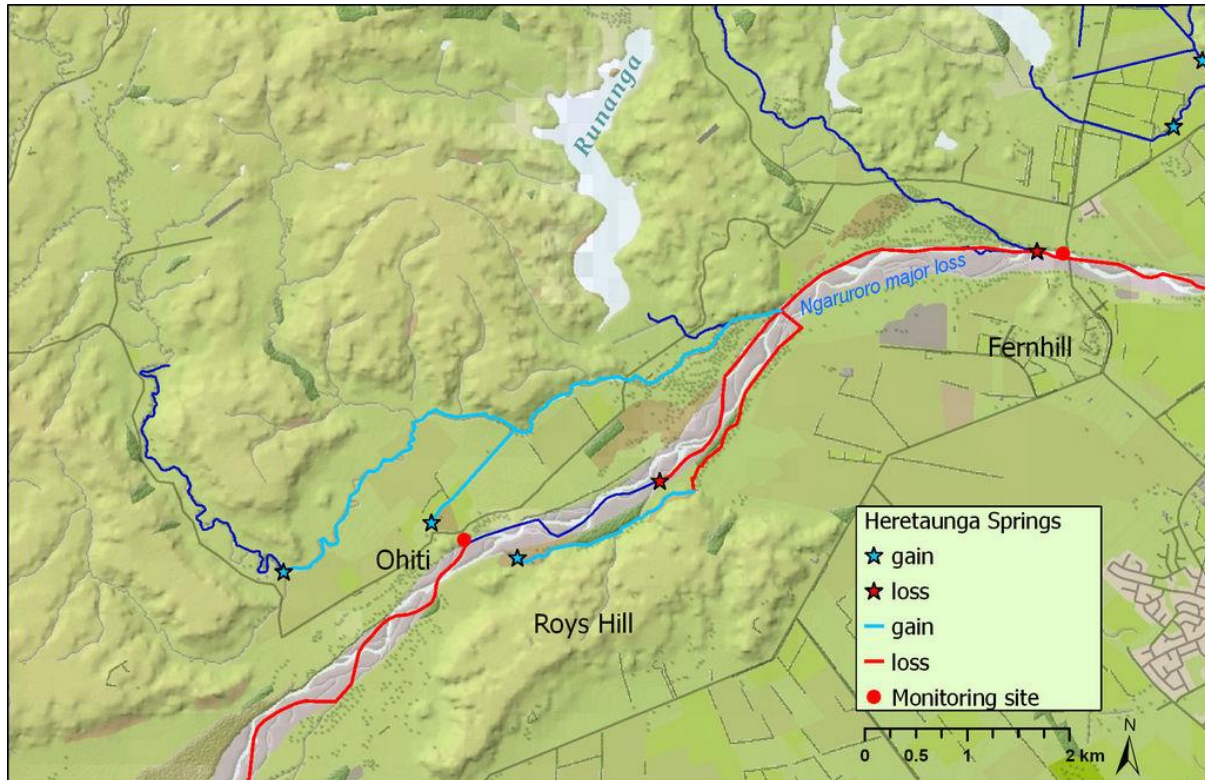 Runanga
Ngaruroro major loss
Fernhill
Ohiti
Roys Hill
Heretaunga Springs
gain
loss
gain
loss
Monitoring site
N
0 0.5 1 2 km